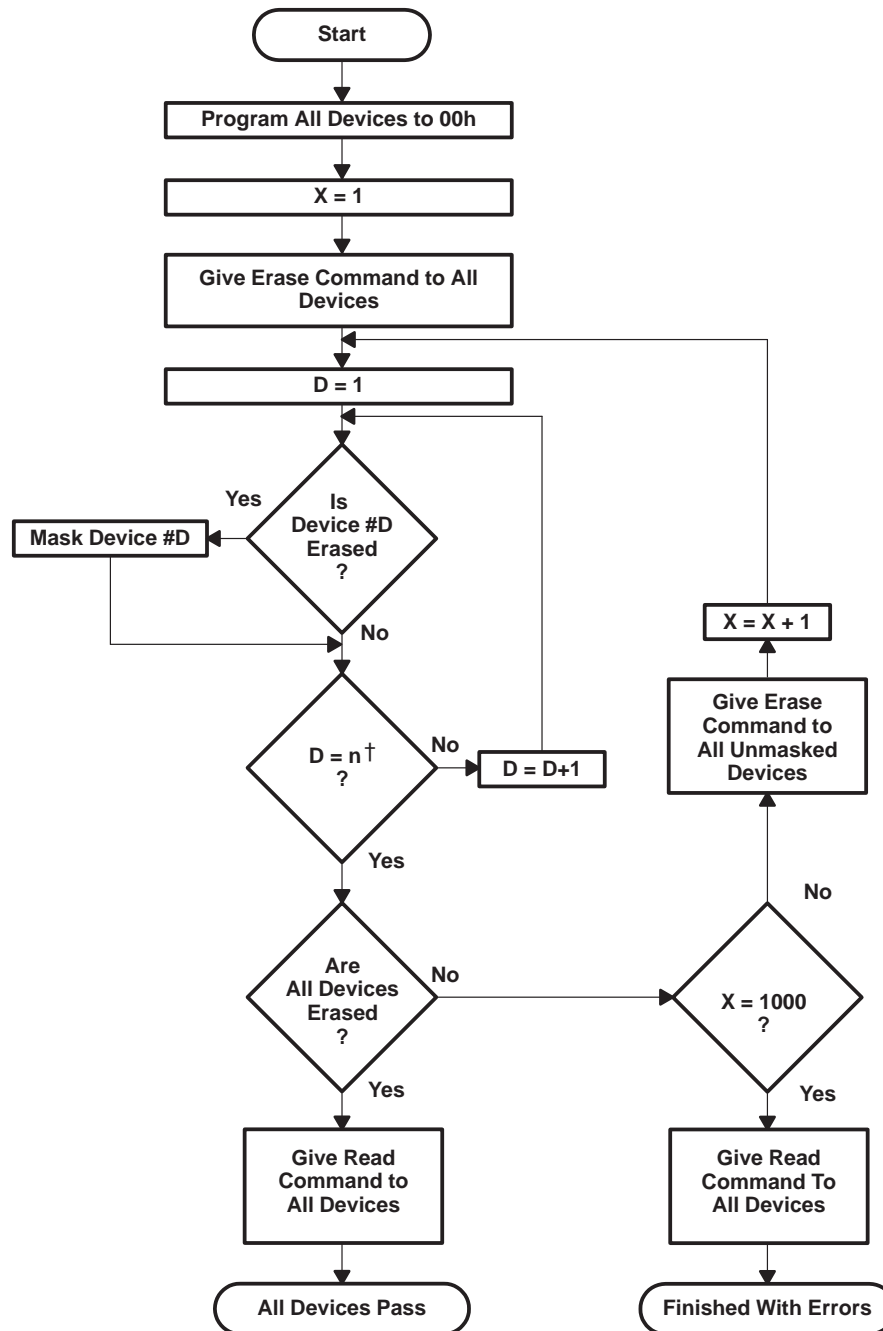 Start
Program All Devices to 00h
X = 1
Give Erase Command to All
Devices
D = 1
Yes
Is
Device #D
Erased
?
Mask Device #D
No
X = X + 1
Give Erase
Command to
All Unmasked
Devices
D = n†
?
No
D = D+1
Yes
No
Are
All Devices
Erased
?
No
X = 1000
?
Yes
Yes
Give Read
Command to
All Devices
Give Read
Command To
All Devices
All Devices Pass
Finished With Errors